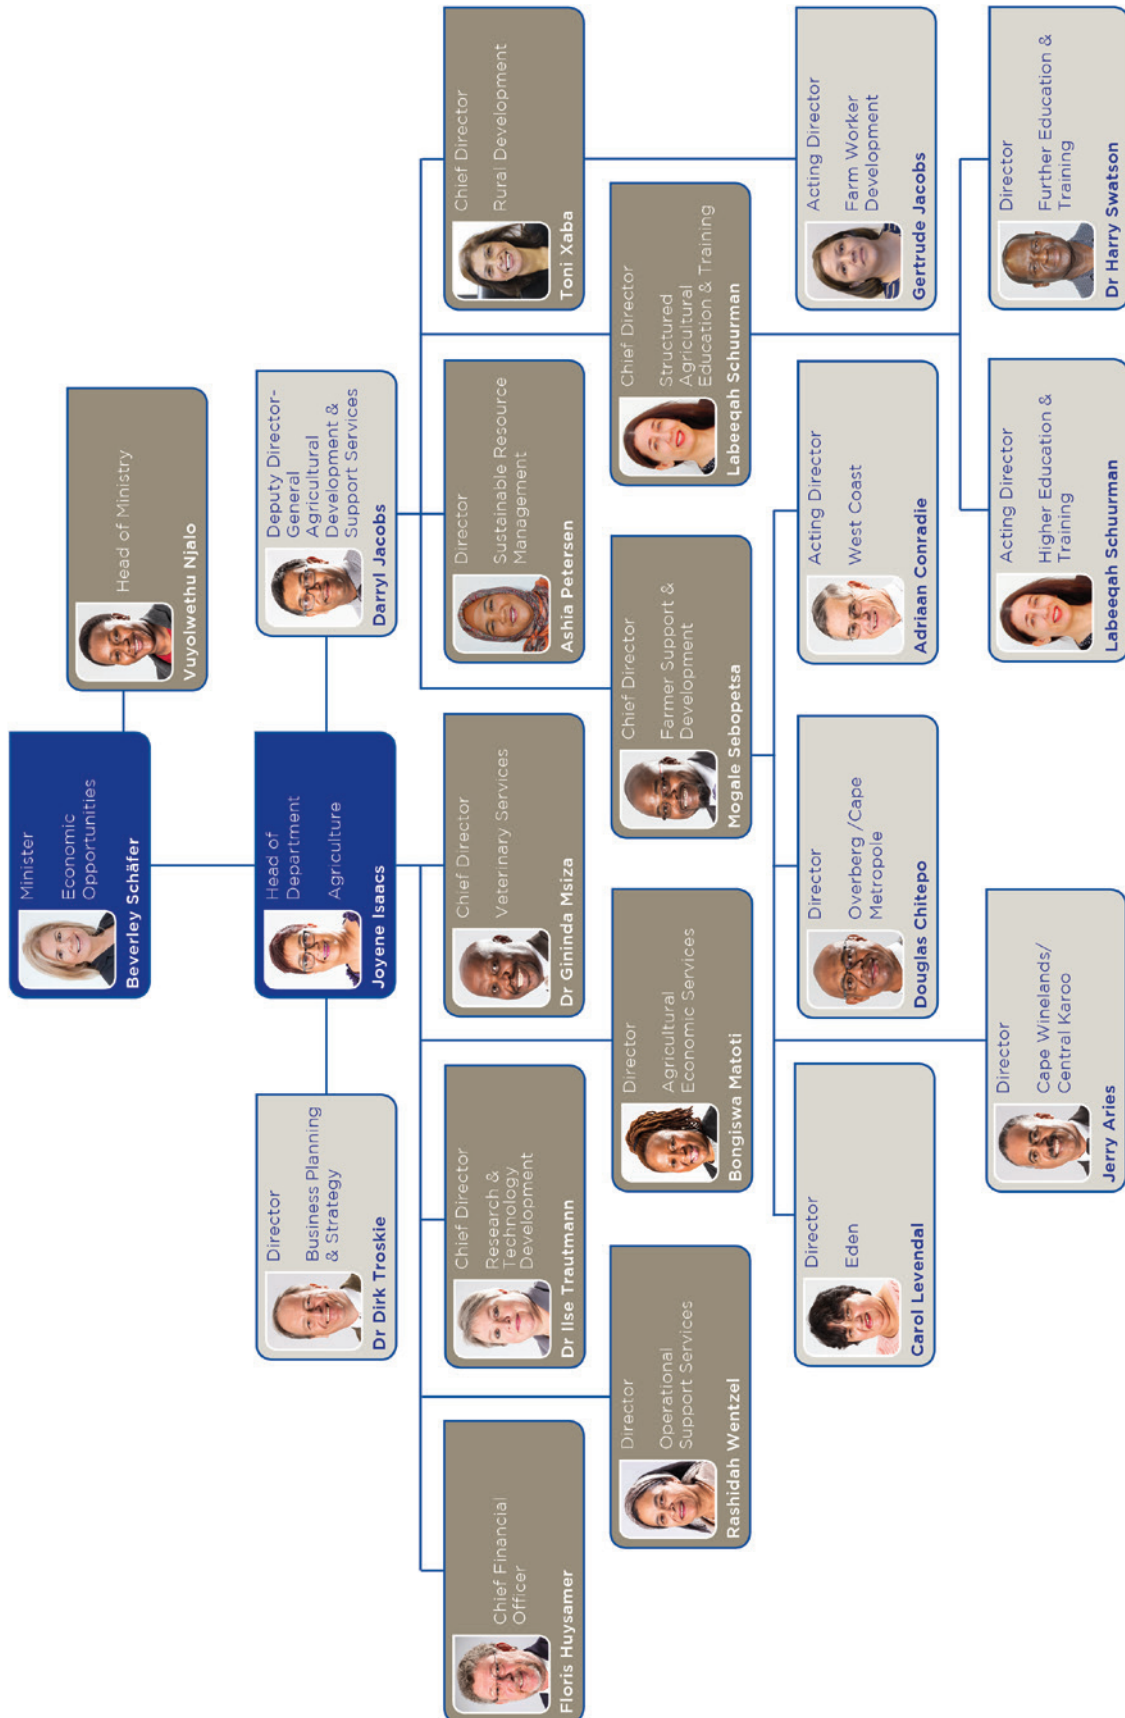 Minister
Economic
Opportunities
Beverley Schäfer
Head of Ministry
Vuyolwethu Njalo
Director
Business Planning
& Strategy
Dr Dirk Troskie
Head of
Department
Agriculture
Joyene Isaacs
Deputy Director-
General
Agricultural
Development &
Support Services
Darryl Jacobs
Chief Financial
Officer
Floris Huysamer
Chief Director
Research &
Technology
Development
Dr Ilse Trautmann
Chief Director
Veterinary Services
Dr Gininda Msiza
Director
Sustainable Resource
Management
Ashia Petersen
Chief Director
Rural Development
Toni Xaba
Director
Operational
Support Services
Rashidah Wentzel
Director
Agricultural
Economic Services
Bongiswa Matoti
Chief Director
Farmer Support &
Development
Mogale Sebopetsa
Chief Director
Structured
Agricultural
Education & Training
Labeeqah Schuurman
Director
Eden
Carol Levendal
Director
Overberg /Cape
Metropole
Douglas Chitepo
Acting Director
West Coast
Adriaan Conradie
Acting Director
Farm Worker
Development
Gertrude Jacobs
Director
Cape Winelands/
Central Karoo
Jerry Aries
Acting Director
Higher Education &
Training
Labeeqah Schuurman
Director
Further Education &
Training
Dr Harry Swatson